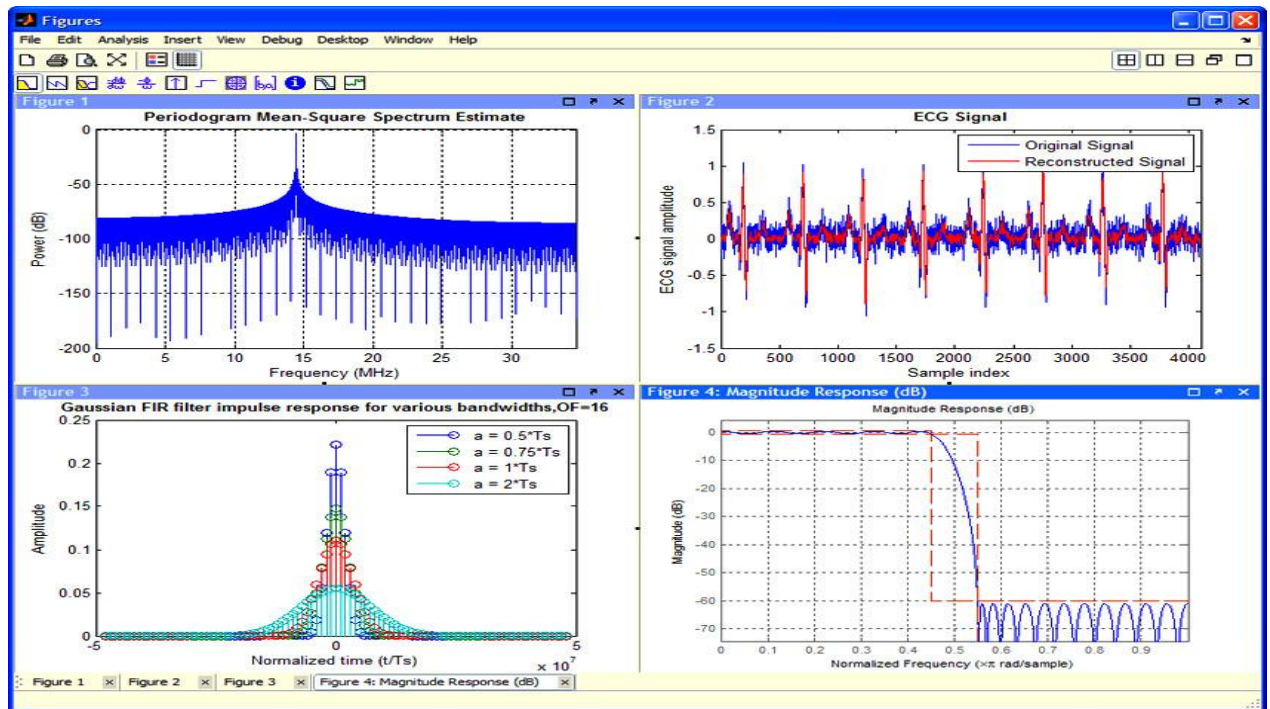 Figures
File Edit Analysis Insert View Debug Desktop Window Help
Figure 1
Periodogram Mean-Square Spectrum Estimate
0
-50
-100
-150
-200
Power (dB)
0 5 10 15 20 25 30
Frequency (MHz)
Figure 2
ECG Signal
Original Signal
Reconstructed Signal
1.5
1
0.5
0
-0.5
-1
-1.5
ECG signal amplitude
0 500 1000 1500 2000 2500 3000 3500 4000
Sample index
Figure 3
Gaussian FIR filter impulse response for various bandwidths,OF=16
a = 0.5*Ts
a = 0.75*Ts
a = 1*Ts
a = 2*Ts
0.25
0.2
0.15
0.1
0.05
0
Amplitude
-5 0 5
Normalized time (t/Ts)
× 10^7
Figure 4: Magnitude Response (dB)
Magnitude Response (dB)
0
-10
-20
-30
-40
-50
-60
-70
Magnitude (dB)
0 0.1 0.2 0.3 0.4 0.5 0.6 0.7 0.8 0.9
Normalized Frequency (×π rad/sample)
Figure 1 Figure 2 Figure 3 Figure 4: Magnitude Response (dB)